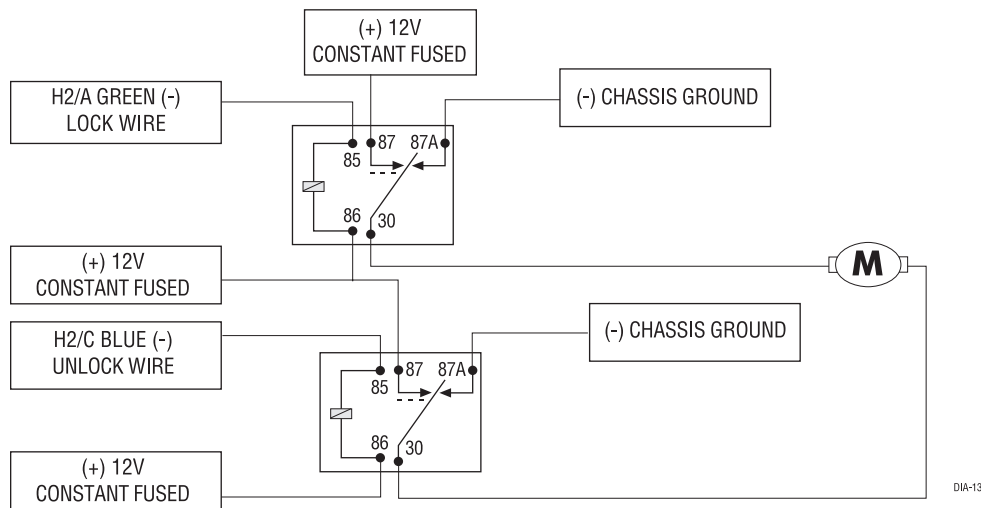 (+) 12V
CONSTANT FUSED
H2/A GREEN (-)
LOCK WIRE
(-) CHASSIS GROUND
87 87A
85
86
30
(+) 12V
CONSTANT FUSED
M
H2/C BLUE (-)
UNLOCK WIRE
(-) CHASSIS GROUND
87 87A
85
86
30
(+) 12V
CONSTANT FUSED
DIA-13